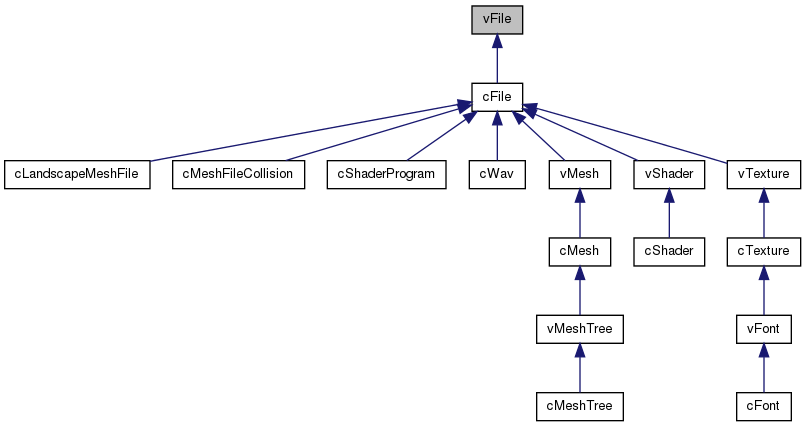 vFile
cFile
cLandscapeMeshFile
cMeshFileCollision
cShaderProgram
cWav
vMesh
vShader
vTexture
cMesh
cShader
cTexture
vMeshTree
vFont
cMeshTree
cFont